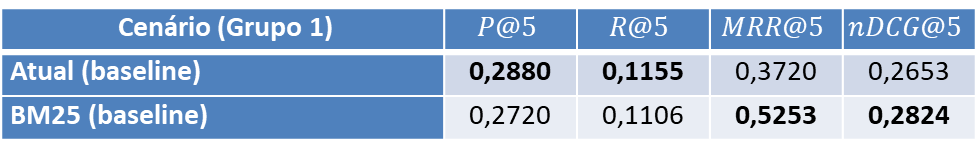 Cenário (Grupo 1) P@5 R@5 MRR@5 nDCG@5
Atual (baseline) 0,2880 0,1155 0,3720 0,2653
BM25 (baseline) 0,2720 0,1106 0,5253 0,2824